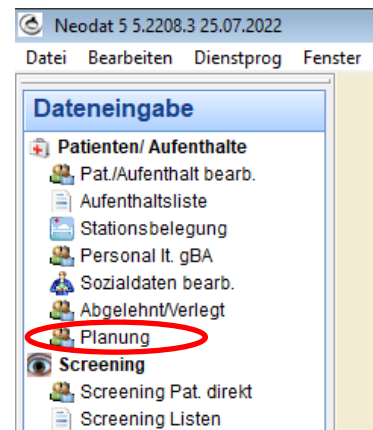 Neodat 5 5.2208.3 25.07.2022
Datei Bearbeiten Dienstprog Fenster
Dateneingabe
Patienten/ Aufenthalte
Pat./Aufenthalt bearb.
Aufenthaltsliste
Stationsbelegung
Personal lt. gBA
Sozialdaten bearb.
Abgelehnt/Verlegt
Planung
Screening
Screening Pat. direkt
Screening Listen